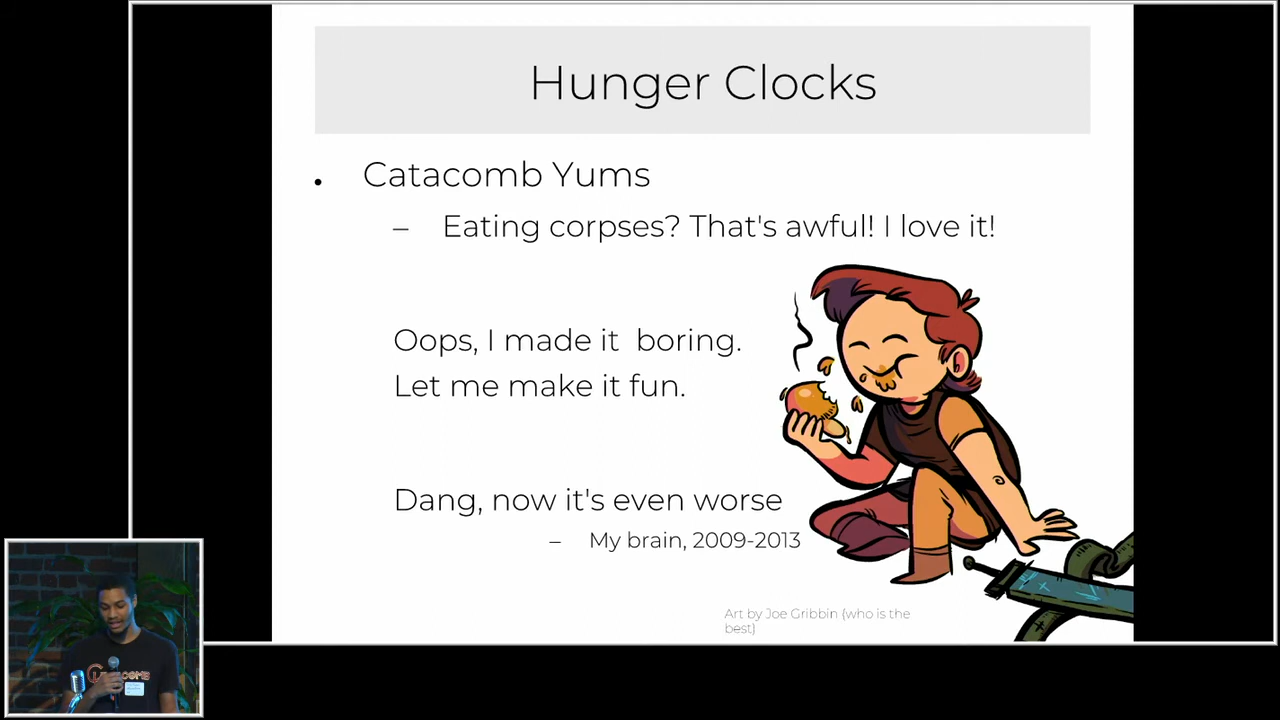 Hunger Clocks
• Catacomb Yums
– Eating corpses? That's awful! I love it!
Oops, I made it  boring.
Let me make it fun.
Dang, now it's even worse
– My brain, 2009-2013
Art by Joe Gribbin (who is the
best)